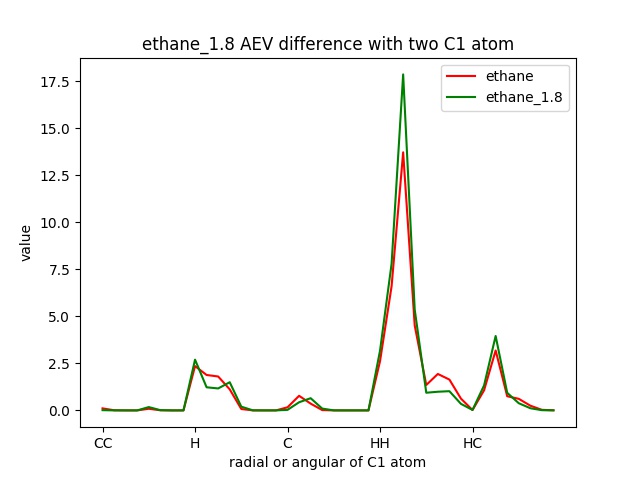 ethane_1.8 AEV difference with two C1 atom
ethane
ethane_1.8
17.5
15.0
12.5
10.0
7.5
5.0
2.5
0.0
value
CC H C HH HC
radial or angular of C1 atom